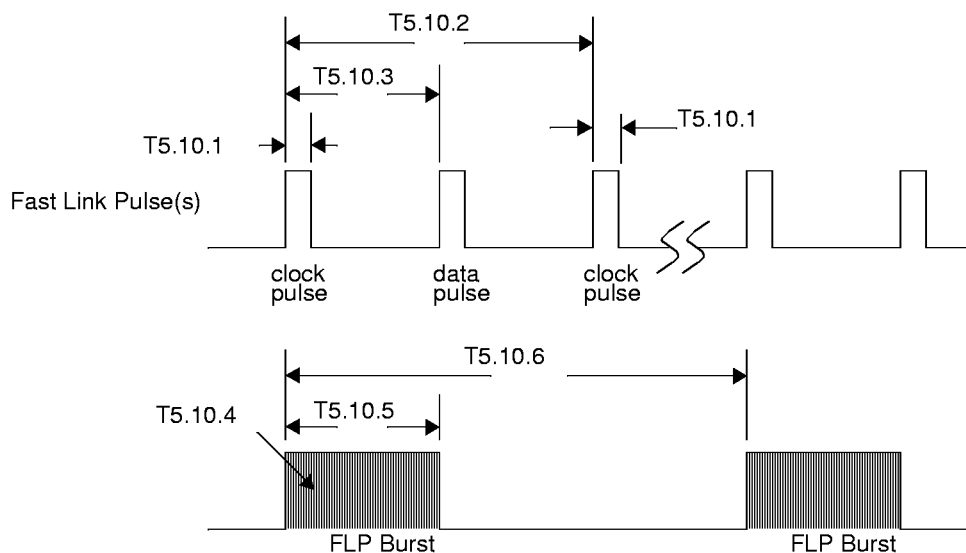 T5.10.2
T5.10.3
T5.10.1
T5.10.1
Fast Link Pulse(s)
clock
pulse
data
pulse
clock
pulse
T5.10.6
T5.10.4
T5.10.5
FLP Burst
FLP Burst